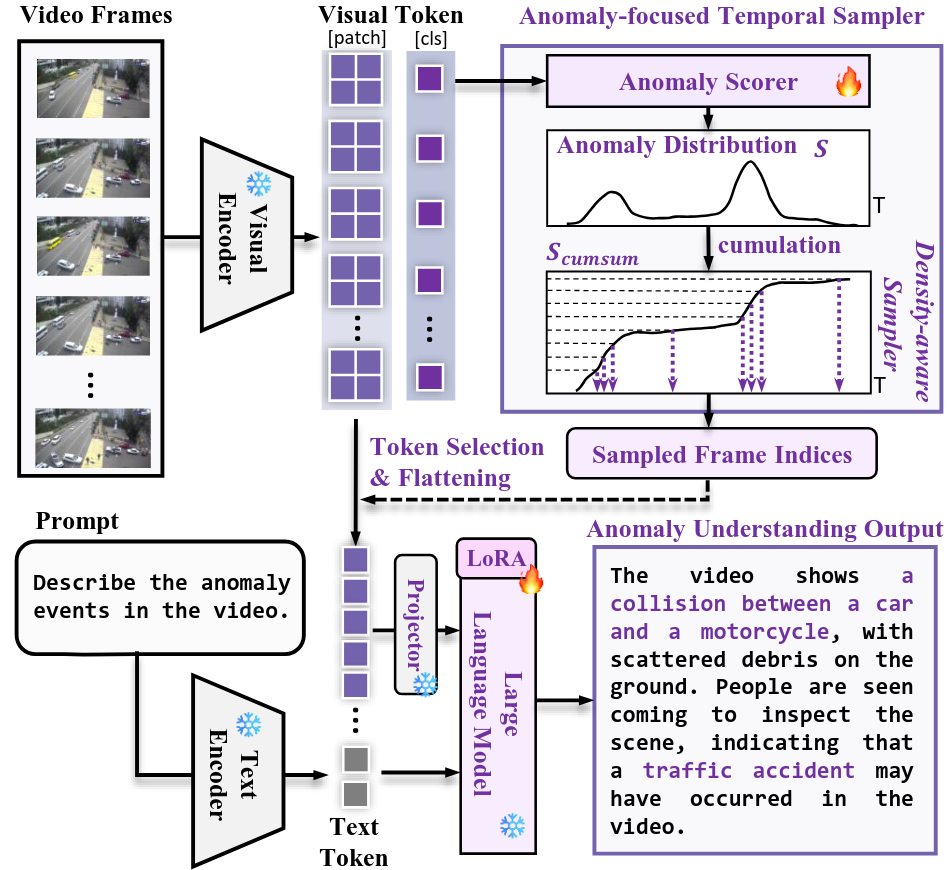 Video Frames
Visual Token
[patch]
[cls]
Anomaly-focused Temporal Sampler
Anomaly Scorer
Anomaly Distribution S
T
cumulation
S_cumsum
T
Density-aware
Sampler
Visual
Encoder
Sampled Frame Indices
Token Selection
& Flattening
Prompt
Describe the anomaly
events in the video.
Text
Encoder
Text
Token
Projector
LoRA
Large
Language Model
Anomaly Understanding Output
The video shows a
collision between a car
and a motorcycle, with
scattered debris on the
ground. People are seen
coming to inspect the
scene, indicating that
a traffic accident may
have occurred in the
video.